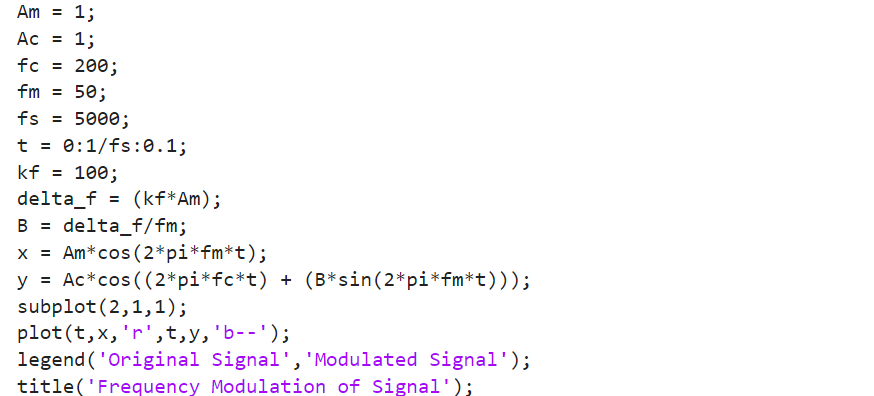 Am = 1;
Ac = 1;
fc = 200;
fm = 50;
fs = 5000;
t = 0:1/fs:0.1;
kf = 100;
delta_f = (kf*Am);
B = delta_f/fm;
x = Am*cos(2*pi*fm*t);
y = Ac*cos((2*pi*fc*t) + (B*sin(2*pi*fm*t)));
subplot(2,1,1);
plot(t,x,'r',t,y,'b--');
legend('Original Signal','Modulated Signal');
title('Frequency Modulation of Signal');